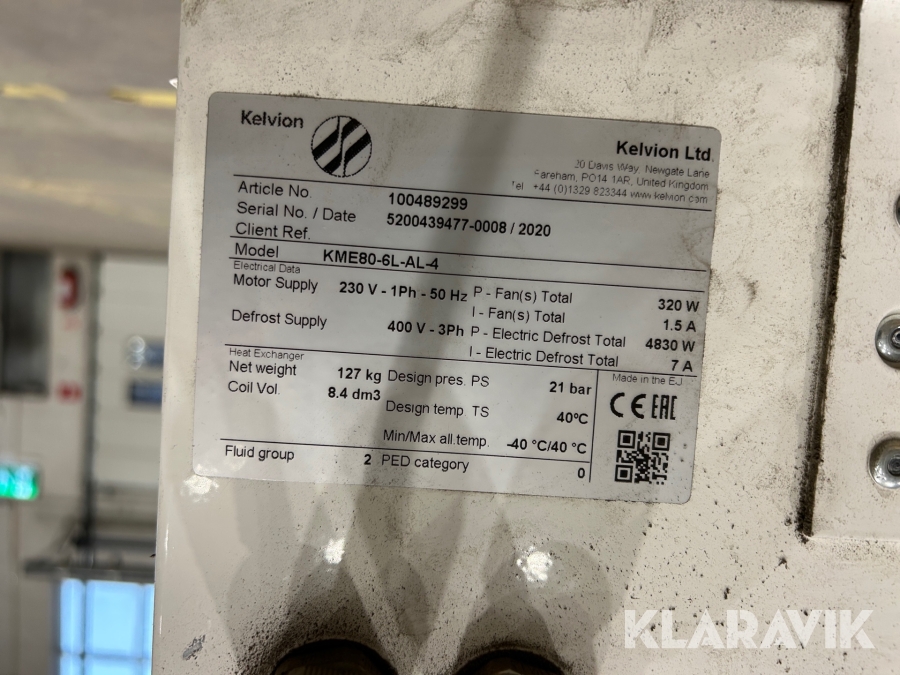 Kelvion
Kelvion Ltd.
20 Davis Way, Newgate Lane
Fareham, PO14 1AR, United Kingdom
Tel +44 (0)1329 823344 www.kelvion.com
Article No. 100489299
Serial No. / Date 5200439477-0008 / 2020
Client Ref.
Model KME80-6L-AL-4
Electrical Data
Motor Supply 230 V - 1Ph - 50 Hz P - Fan(s) Total 320 W
I - Fan(s) Total 1.5 A
Defrost Supply 400 V - 3Ph P - Electric Defrost Total 4830 W
I - Electric Defrost Total 7 A
Heat Exchanger
Net weight 127 kg Design pres. PS 21 bar
Coil Vol. 8.4 dm3
Design temp. TS 40°C
Min/Max all.temp. -40 °C/40 °C
Fluid group 2 PED category 0
Made in the EU
CE EAC
KLARAVIK